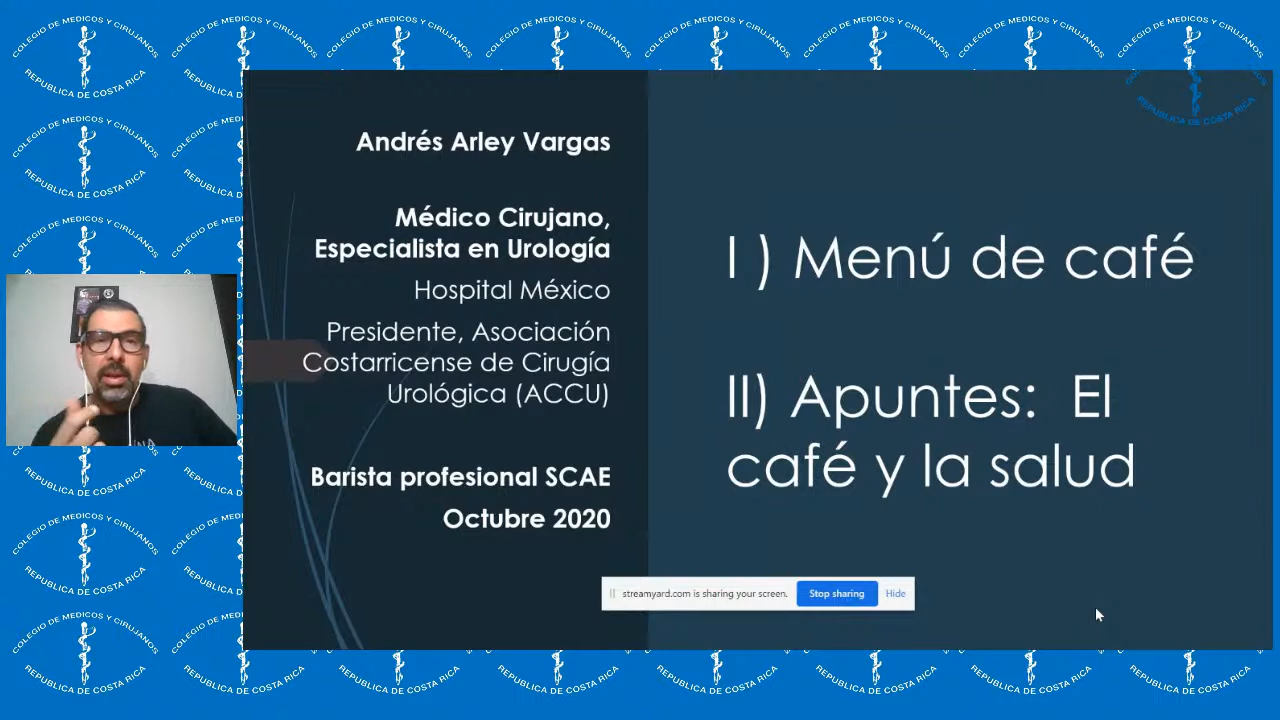 COLEGIO DE MEDICOS Y CIRUJANOS
REPUBLICA DE COSTA RICA
Andrés Arley Vargas
Médico Cirujano,
Especialista en Urología
Hospital México
Presidente, Asociación
Costarricense de Cirugía
Urológica (ACCU)
Barista profesional SCAE
Octubre 2020
I ) Menú de café
II) Apuntes: El
café y la salud
streamyard.com is sharing your screen.
Stop sharing
Hide